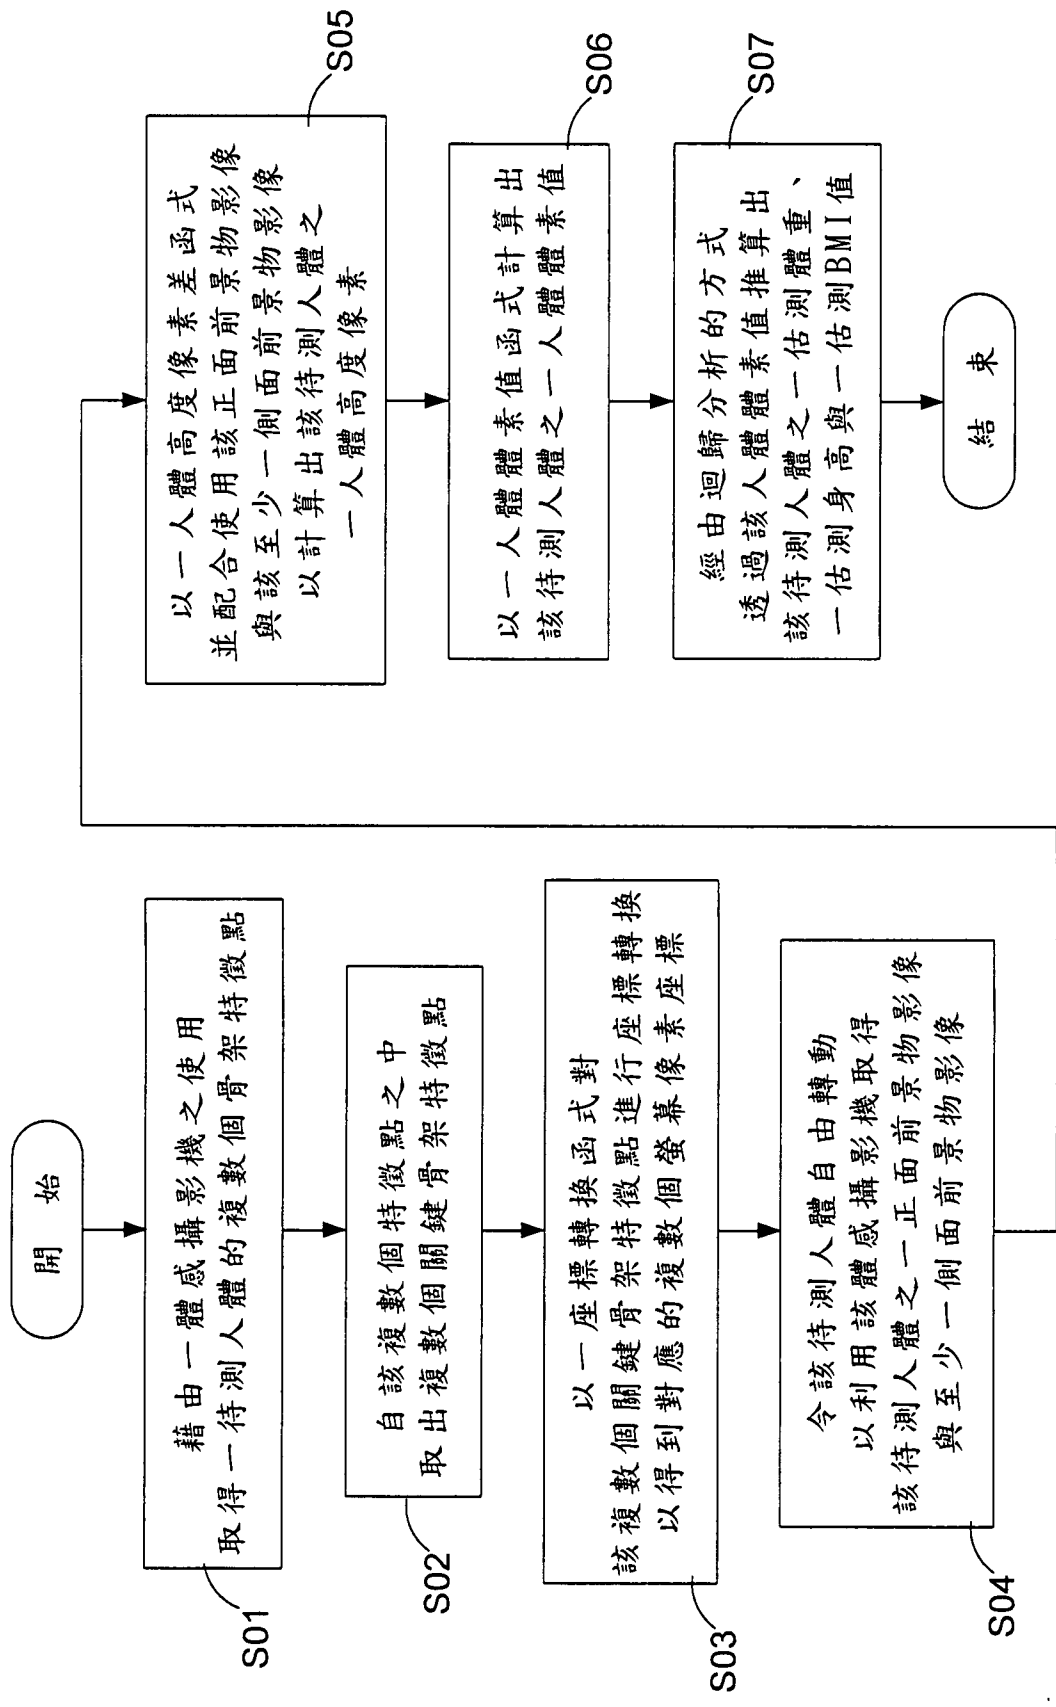 開 始
藉由一體感攝影機之使用
取得一待測人體的複數個骨架特徵點
S01
自該複數個特徵點之中
取出複數個關鍵骨架特徵點
S02
以一座標轉換函式對
該複數個關鍵骨架特徵點進行座標轉換
以得到對應的複數個螢幕像素座標
S03
令該待測人體自由轉動
以利用該體感攝影機取得
該待測人體之一正面前景物影像
與至少一側面前景物影像
S04
以一人體高度像素差函式
並配合使用該正面前景物影像
與該至少一側面前景物影像
以計算出該待測人體之
一人體高度像素
S05
以一人體體素值函式計算出
該待測人體之一人體體素值
S06
經由迴歸分析的方式
透過該人體體素值推算出
該待測人體之一估測體重、
一估測身高與一估測BMI值
S07
結 束